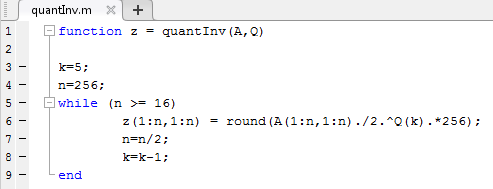 quantInv.m
1 function z = quantInv(A,Q)
2
3 k=5;
4 n=256;
5 while (n >= 16)
6 z(1:n,1:n) = round(A(1:n,1:n)./2.^Q(k).*256);
7 n=n/2;
8 k=k-1;
9 end